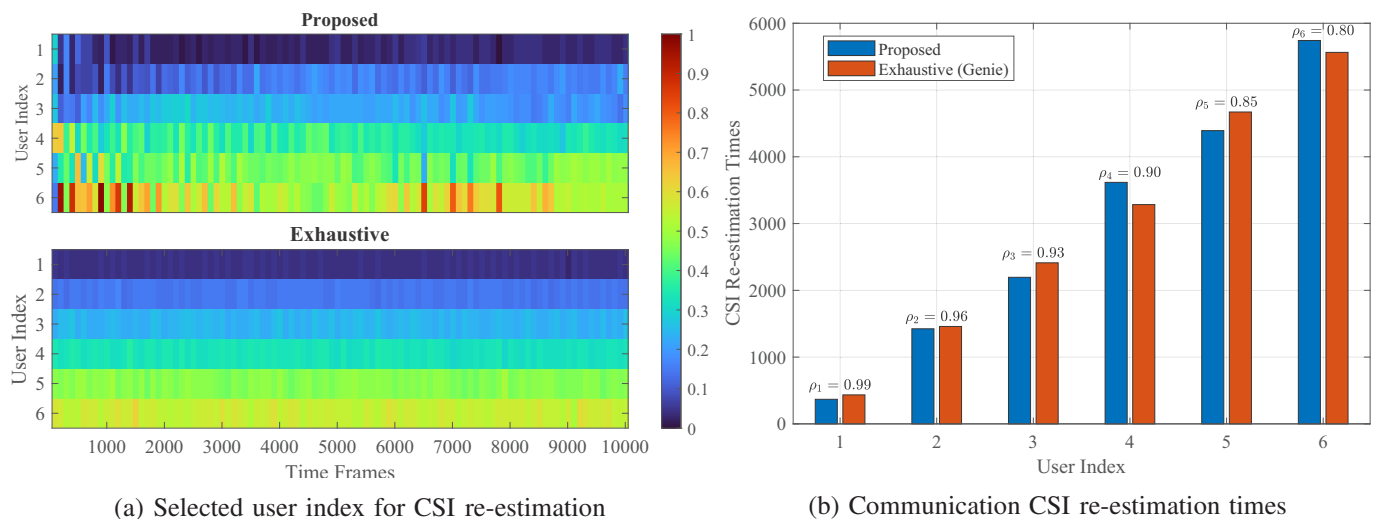 Proposed
User Index
1
2
3
4
5
6
Exhaustive
User Index
1
2
3
4
5
6
1000 2000 3000 4000 5000 6000 7000 8000 9000 10000
Time Frames
1
0.9
0.8
0.7
0.6
0.5
0.4
0.3
0.2
0.1
0
(a) Selected user index for CSI re-estimation
CSI Re-estimation Times
6000
5000
4000
3000
2000
1000
0
Proposed
Exhaustive (Genie)
ρ₁ = 0.99
ρ₂ = 0.96
ρ₃ = 0.93
ρ₄ = 0.90
ρ₅ = 0.85
ρ₆ = 0.80
1 2 3 4 5 6
User Index
(b) Communication CSI re-estimation times